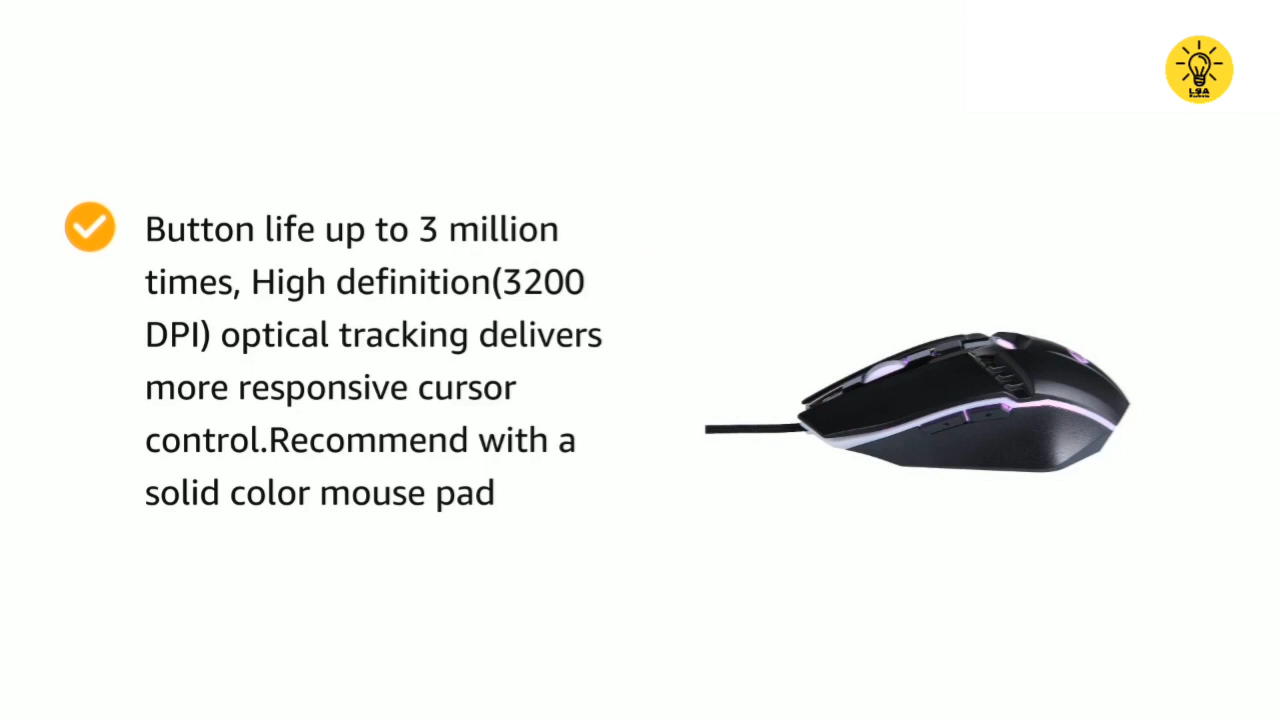 Button life up to 3 million
times, High definition(3200
DPI) optical tracking delivers
more responsive cursor
control.Recommend with a
solid color mouse pad